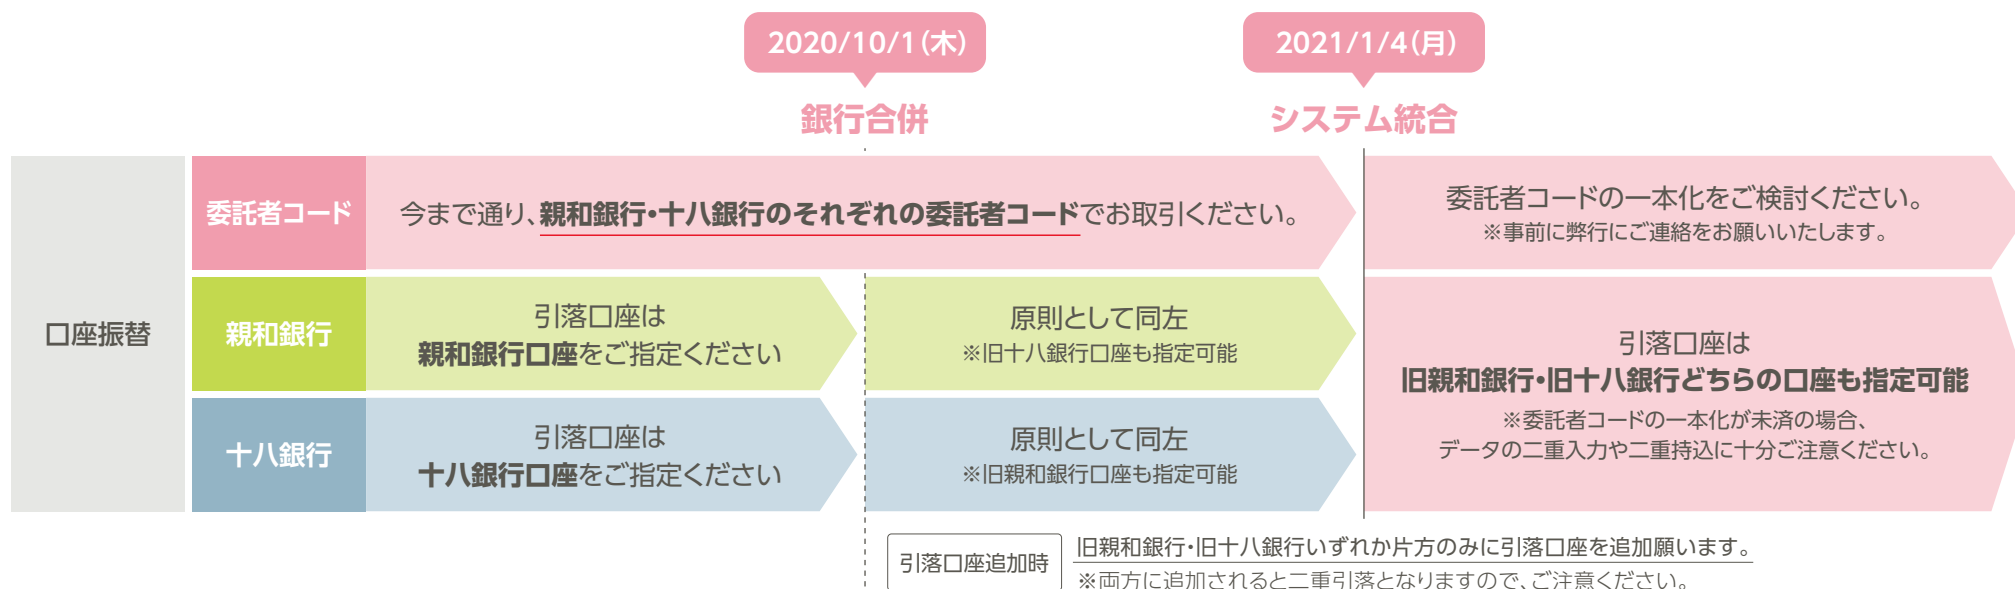 2020/10/1(木)
2021/1/4(月)
銀行合併
システム統合
口座振替
委託者コード
今まで通り、親和銀行・十八銀行のそれぞれの委託者コードでお取引ください。
委託者コードの一本化をご検討ください。
※事前に弊行にご連絡をお願いいたします。
親和銀行
引落口座は
親和銀行口座をご指定ください
原則として同左
※旧十八銀行口座も指定可能
十八銀行
引落口座は
十八銀行口座をご指定ください
原則として同左
※旧親和銀行口座も指定可能
引落口座は
旧親和銀行・旧十八銀行どちらの口座も指定可能
※委託者コードの一本化が未済の場合、
データの二重入力や二重持込に十分ご注意ください。
引落口座追加時
旧親和銀行・旧十八銀行いずれか片方のみに引落口座を追加願います。
※両方に追加されると二重引落となりますので、ご注意ください。